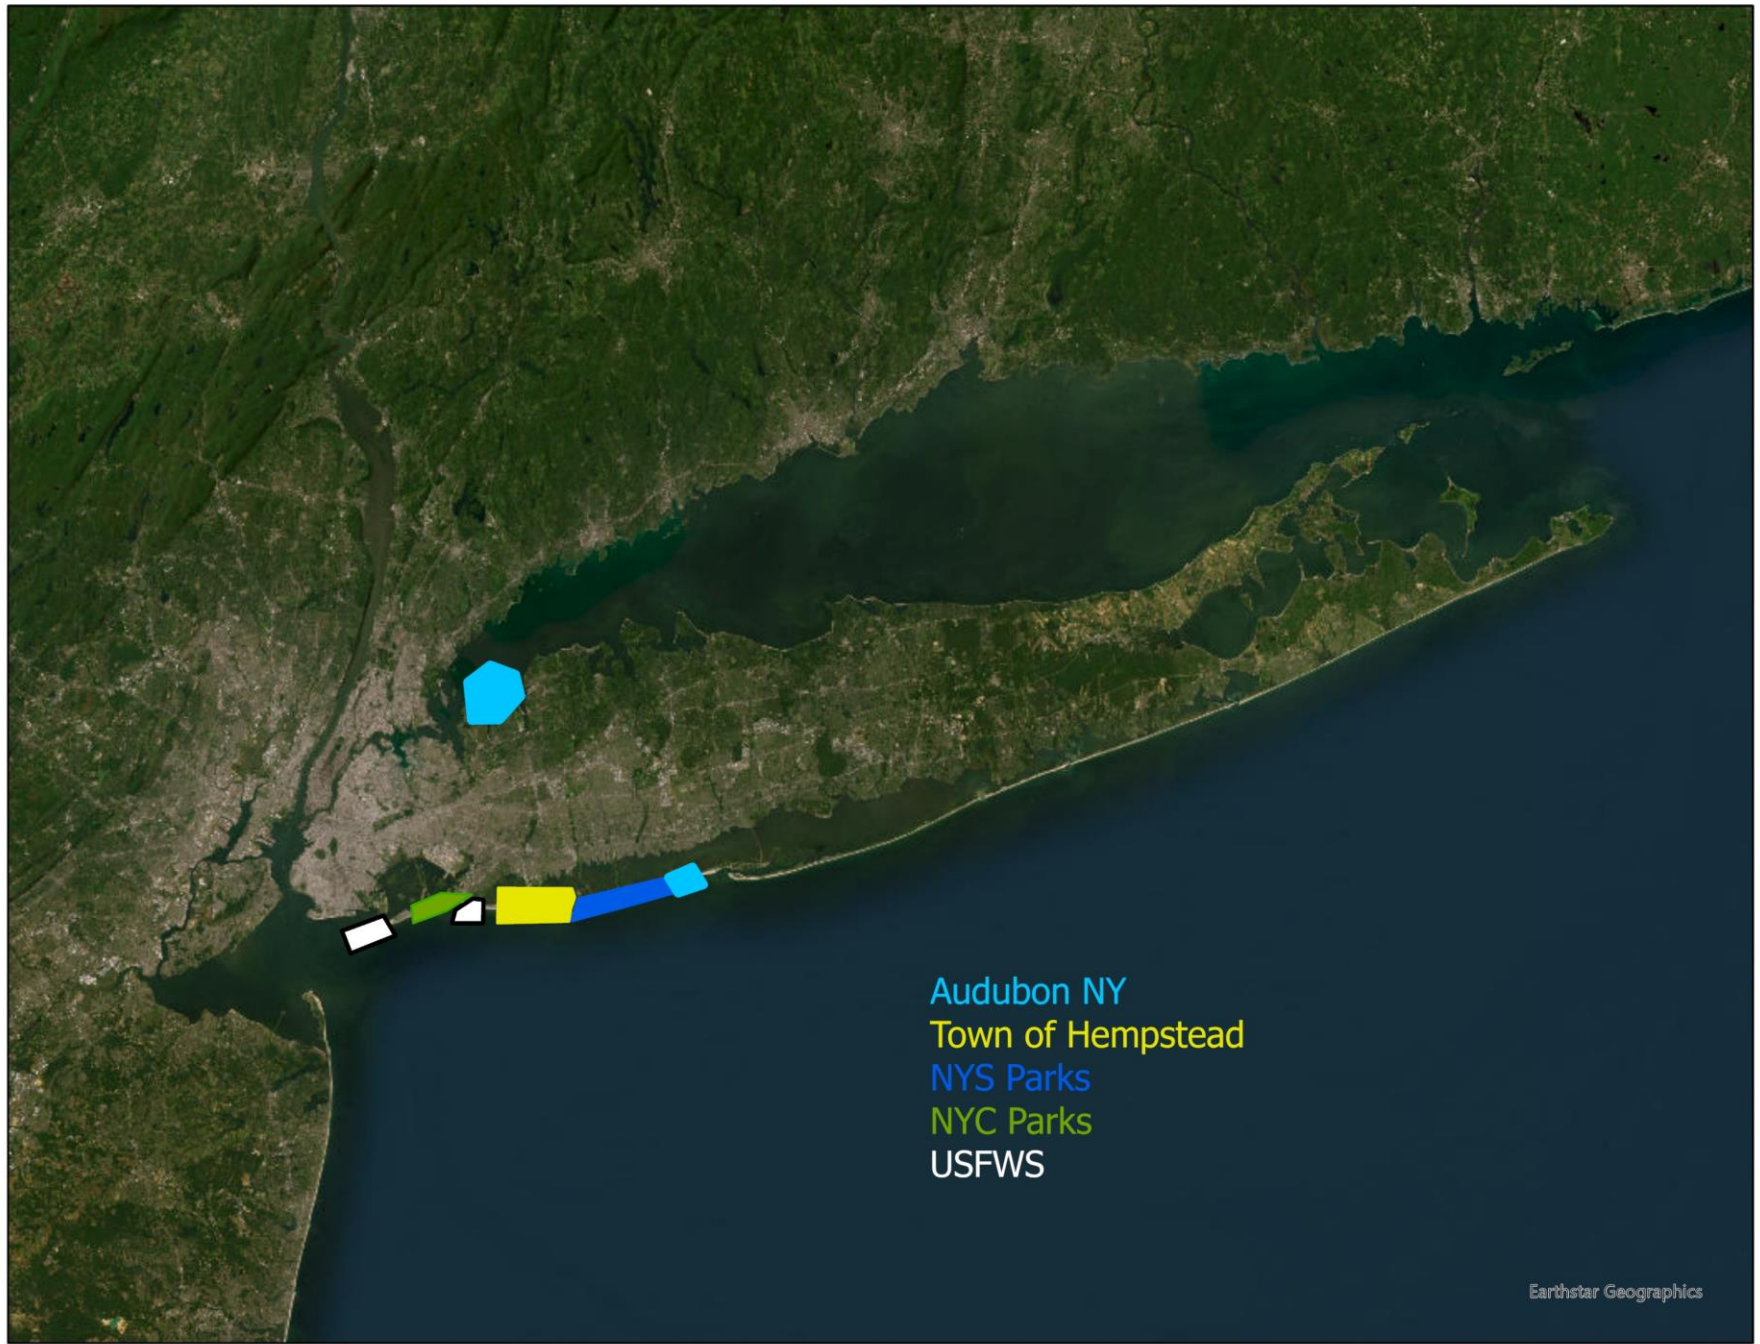 Audubon NY
Town of Hempstead
NYS Parks
NYC Parks
USFWS
Earthstar Geographics